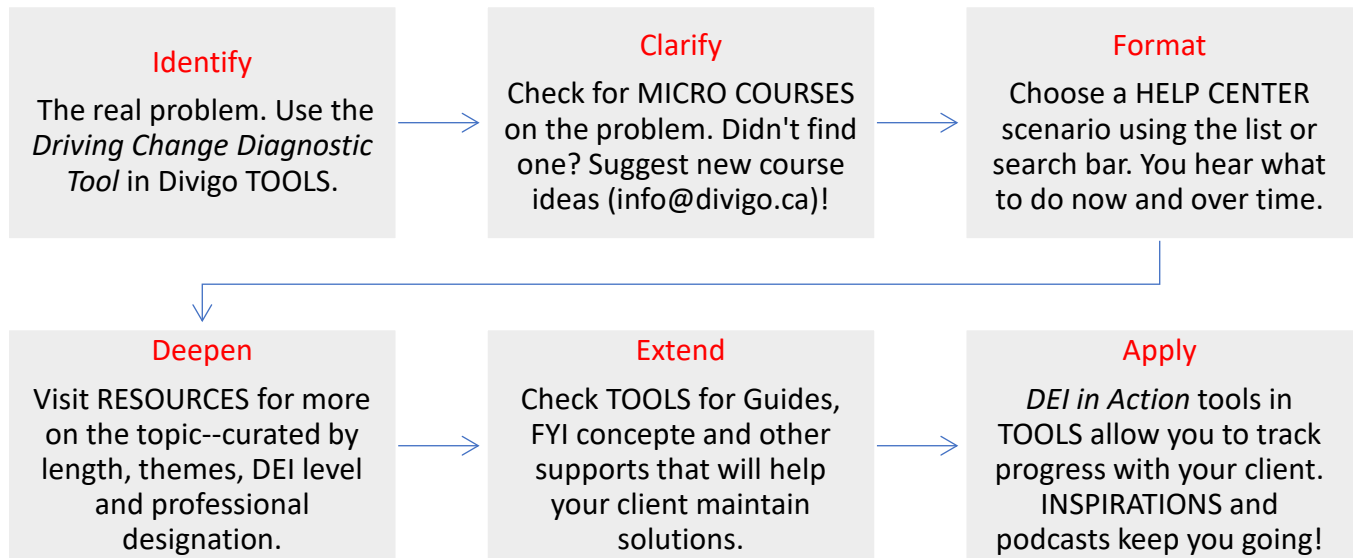 Identify
The real problem. Use the
Driving Change Diagnostic
Tool in Divigo TOOLS.
Clarify
Check for MICRO COURSES
on the problem. Didn't find
one? Suggest new course
ideas (info@divigo.ca)!
Format
Choose a HELP CENTER
scenario using the list or
search bar. You hear what
to do now and over time.
Deepen
Visit RESOURCES for more
on the topic--curated by
length, themes, DEI level
and professional
designation.
Extend
Check TOOLS for Guides,
FYI concepte and other
supports that will help
your client maintain
solutions.
Apply
DEI in Action tools in
TOOLS allow you to track
progress with your client.
INSPIRATIONS and
podcasts keep you going!